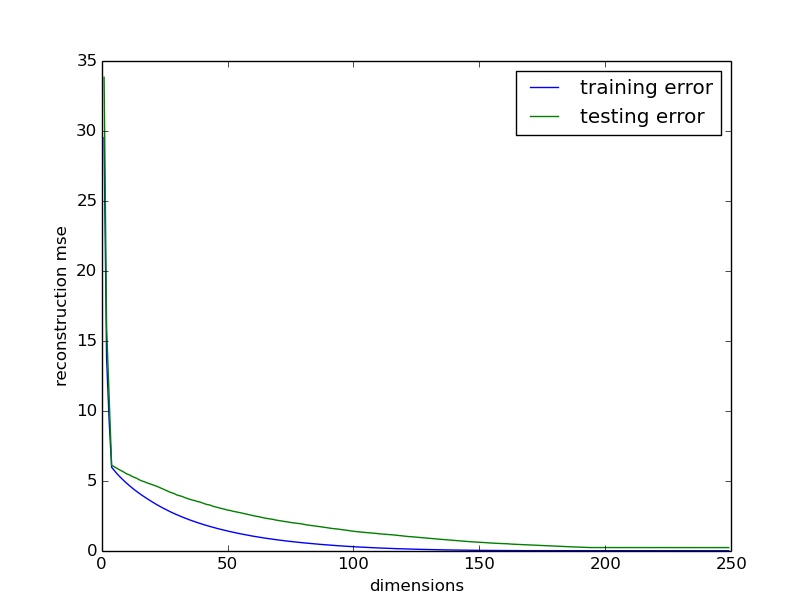 35
30
25
20
15
10
5
0
reconstruction mse
training error
testing error
0 50 100 150 200 250
dimensions